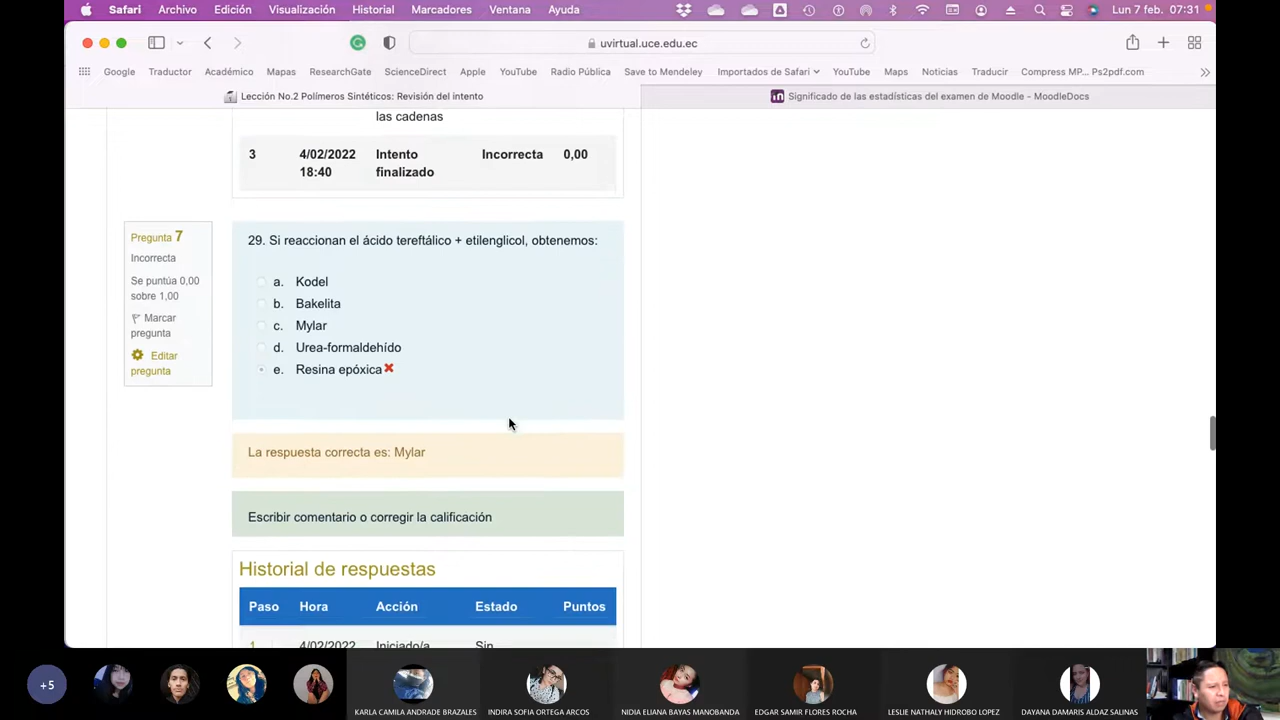 Safari Archivo Edición Visualización Historial Marcadores Ventana Ayuda Lun 7 feb. 07:31
uvirtual.uce.edu.ec
Google Traductor Académico Mapas ResearchGate ScienceDirect Apple YouTube Radio Pública Save to Mendeley Importados de Safari YouTube Maps Noticias Traducir Compress MP... Ps2pdf.com
Lección No.2 Polímeros Sintéticos: Revisión del intento
Significado de las estadísticas del examen de Moodle - MoodleDocs
las cadenas
3 4/02/2022 Intento Incorrecta 0,00
18:40 finalizado
Pregunta 7
Incorrecta
Se puntúa 0,00
sobre 1,00
Marcar
pregunta
Editar
pregunta
29. Si reaccionan el ácido tereftálico + etilenglicol, obtenemos:
a. Kodel
b. Bakelita
c. Mylar
d. Urea-formaldehído
e. Resina epóxica
La respuesta correcta es: Mylar
Escribir comentario o corregir la calificación
Historial de respuestas
Paso Hora Acción Estado Puntos
1 4/02/2022 Iniciado/a Sin
+5
KARLA CAMILA ANDRADE BRAZALES
INDIRA SOFIA ORTEGA ARCOS
NIDIA ELIANA BAYAS MANOBANDA
EDGAR SAMIR FLORES ROCHA
LESLIE NATHALY HIDROBO LOPEZ
DAYANA DAMARIS ALDAZ SALINAS